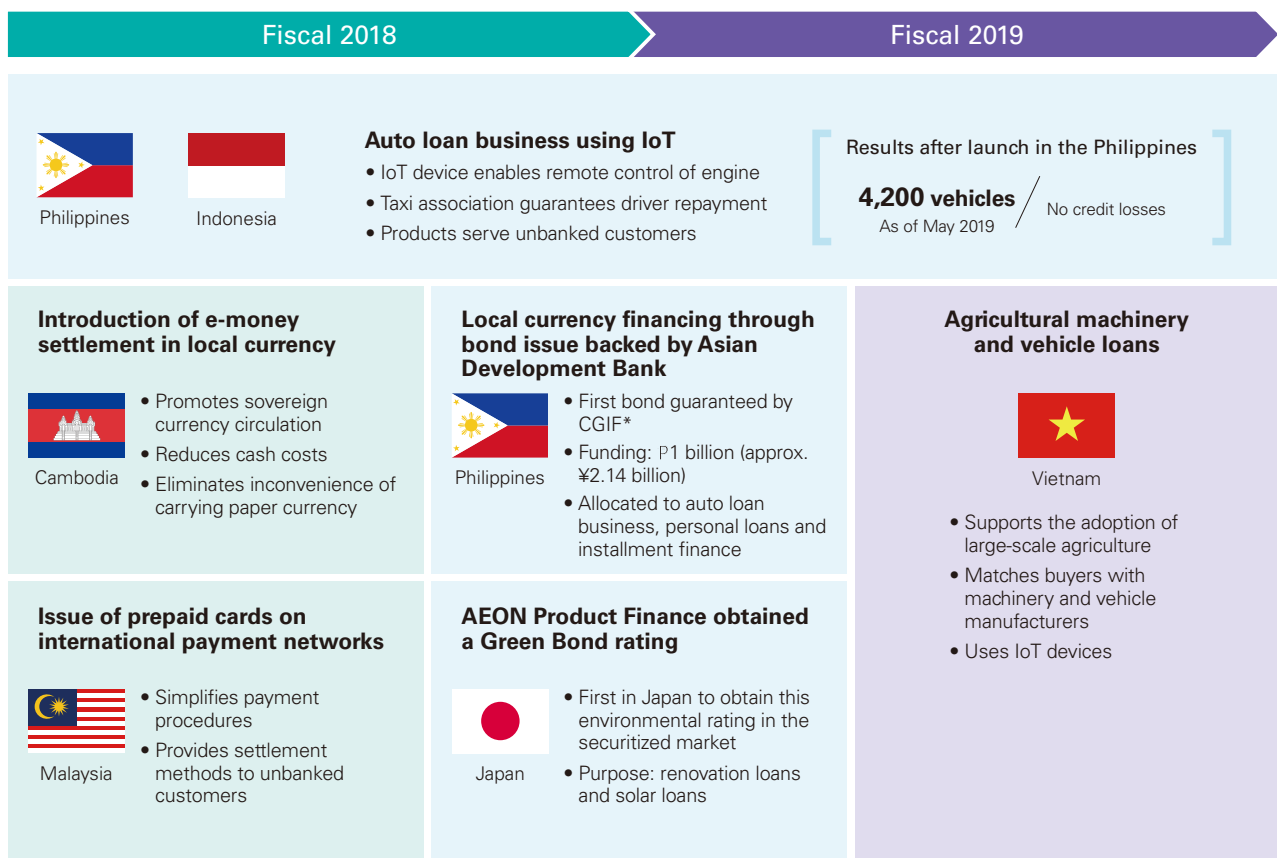 Fiscal 2018
Fiscal 2019
Philippines
Indonesia
Auto loan business using IoT
• IoT device enables remote control of engine
• Taxi association guarantees driver repayment
• Products serve unbanked customers
Results after launch in the Philippines
4,200 vehicles
As of May 2019
No credit losses
Introduction of e-money
settlement in local currency
Cambodia
• Promotes sovereign
currency circulation
• Reduces cash costs
• Eliminates inconvenience of
carrying paper currency
Local currency financing through
bond issue backed by Asian
Development Bank
Philippines
• First bond guaranteed by
CGIF*
• Funding: P1 billion (approx.
¥2.14 billion)
• Allocated to auto loan
business, personal loans and
installment finance
Agricultural machinery
and vehicle loans
Vietnam
• Supports the adoption of
large-scale agriculture
• Matches buyers with
machinery and vehicle
manufacturers
• Uses IoT devices
Issue of prepaid cards on
international payment networks
Malaysia
• Simplifies payment
procedures
• Provides settlement
methods to unbanked
customers
AEON Product Finance obtained
a Green Bond rating
Japan
• First in Japan to obtain this
environmental rating in the
securitized market
• Purpose: renovation loans
and solar loans